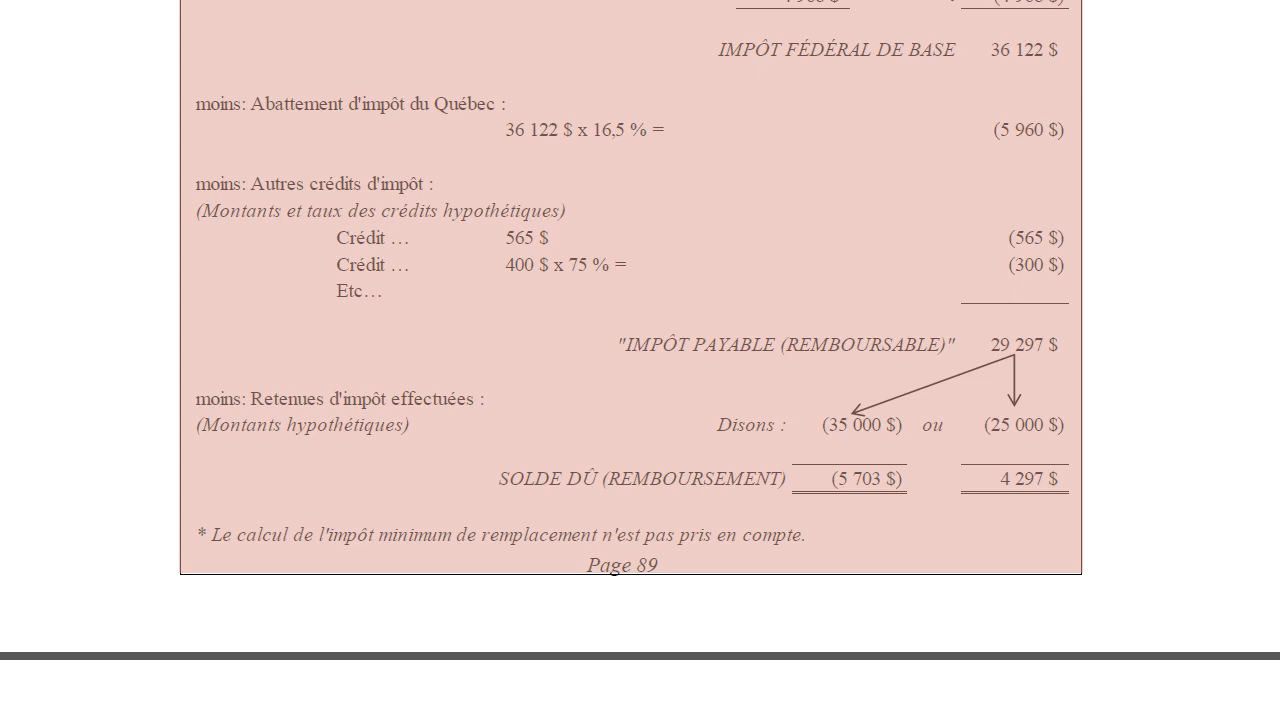 IMPÔT FÉDÉRAL DE BASE 36 122 $
moins: Abattement d'impôt du Québec :
36 122 $ x 16,5 % = (5 960 $)
moins: Autres crédits d'impôt :
(Montants et taux des crédits hypothétiques)
Crédit … 565 $ (565 $)
Crédit … 400 $ x 75 % = (300 $)
Etc…
"IMPÔT PAYABLE (REMBOURSABLE)" 29 297 $
moins: Retenues d'impôt effectuées :
(Montants hypothétiques) Disons : (35 000 $) ou (25 000 $)
SOLDE DÛ (REMBOURSEMENT) (5 703 $) 4 297 $
* Le calcul de l'impôt minimum de remplacement n'est pas pris en compte.
Page 89